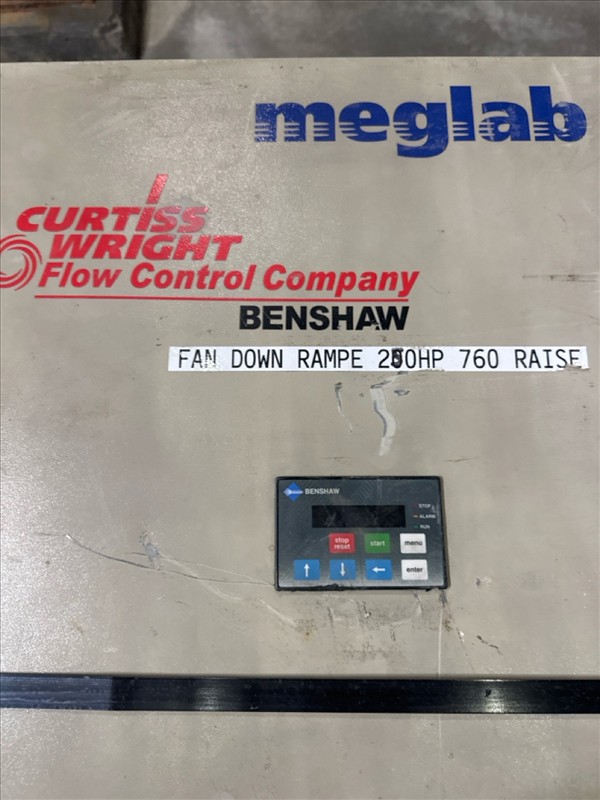 meglab
CURTISS
WRIGHT
Flow Control Company
BENSHAW
FAN DOWN RAMPE 250HP 760 RAISE
BENSHAW
STOP
ALARM
RUN
stop
reset
start
menu
enter